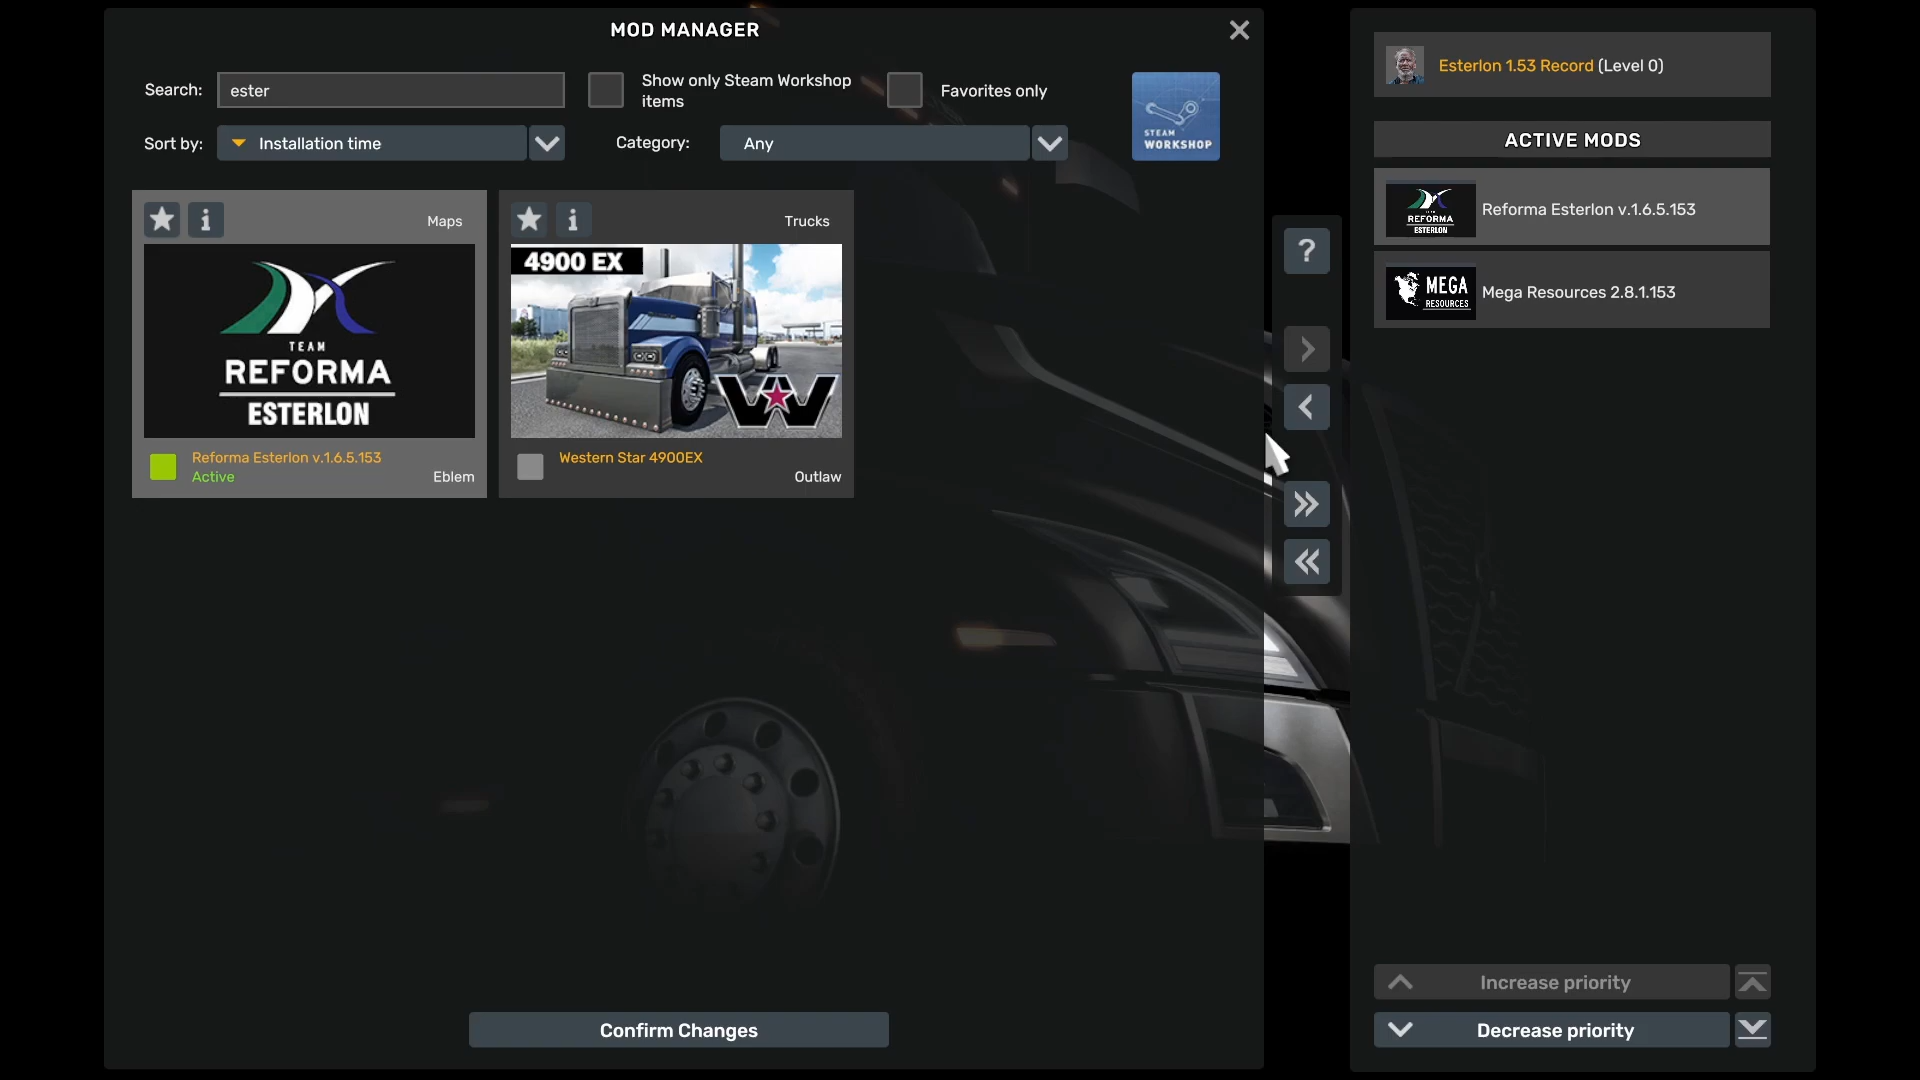 MOD MANAGER
Search:
ester
Show only Steam Workshop
items
Favorites only
STEAM
WORKSHOP
Sort by:
Installation time
Category:
Any
Maps
TEAM
REFORMA
ESTERLON
Reforma Esterlon v.1.6.5.153
Active
Eblem
Trucks
4900 EX
Western Star 4900EX
Outlaw
?
Esterlon 1.53 Record (Level 0)
ACTIVE MODS
TEAM
REFORMA
ESTERLON
Reforma Esterlon v.1.6.5.153
MEGA
RESOURCES
Mega Resources 2.8.1.153
Increase priority
Decrease priority
Confirm Changes